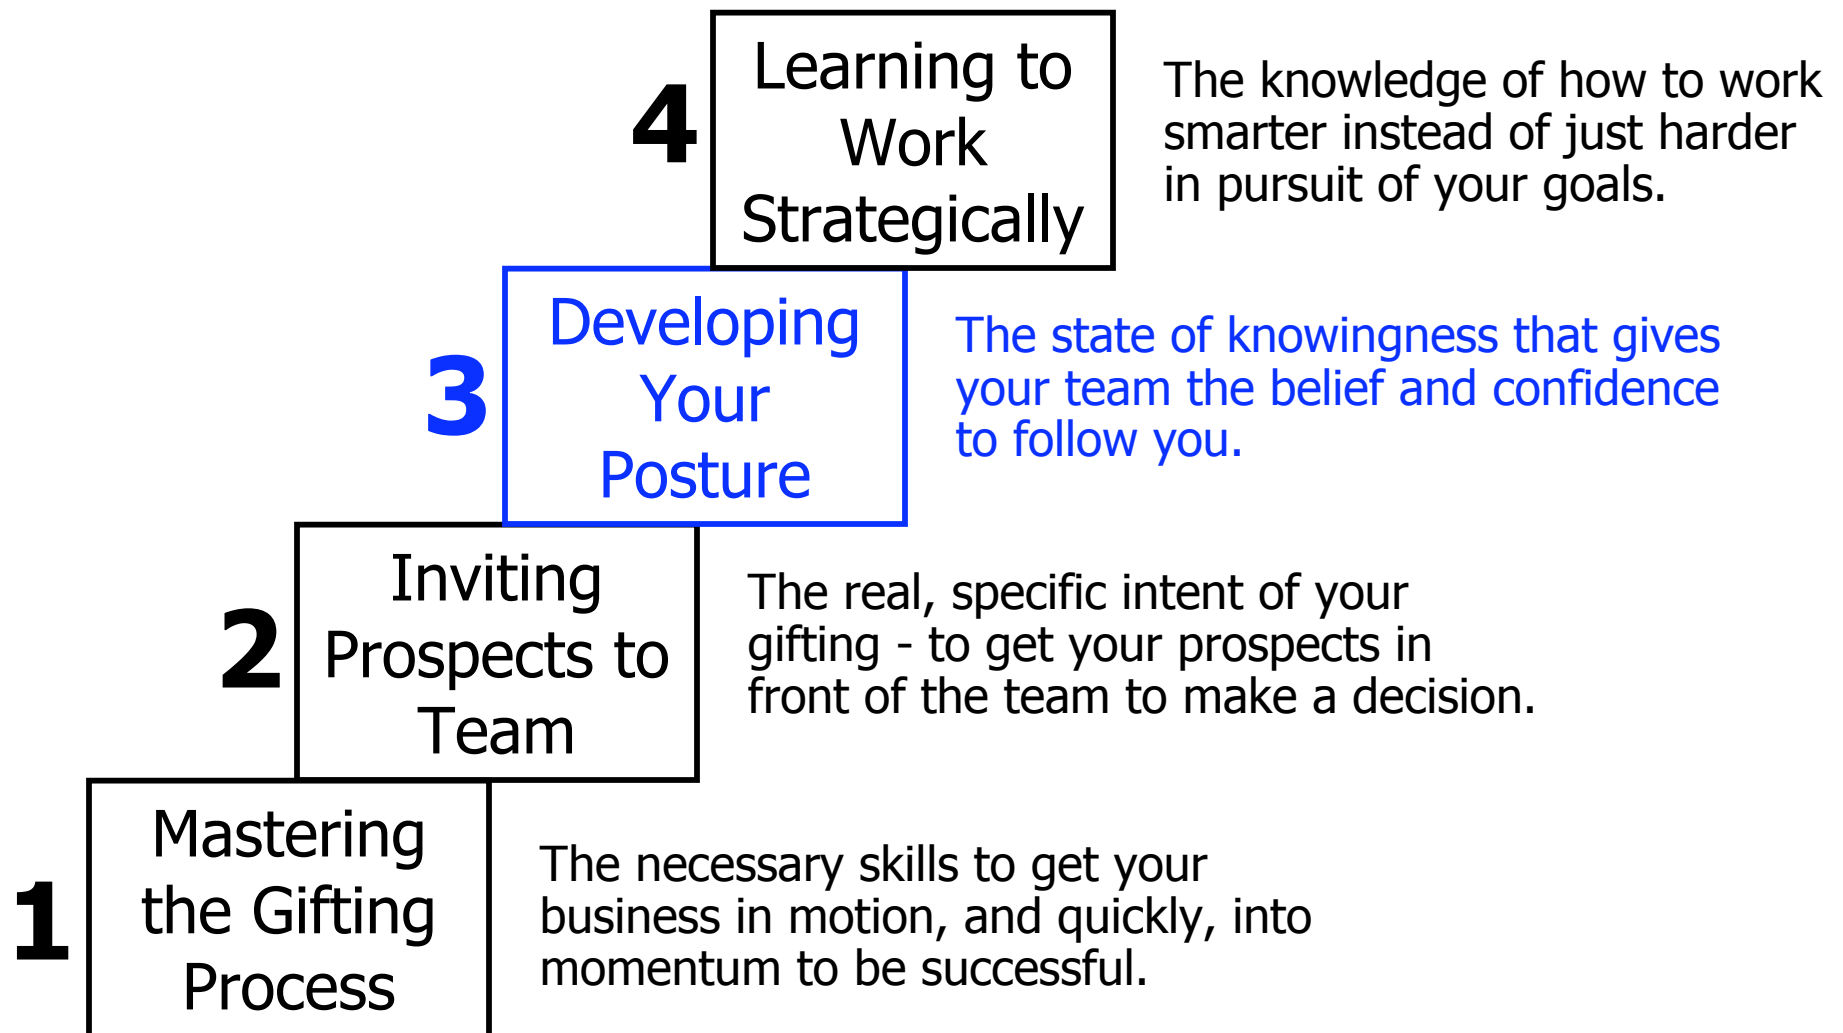 4
Learning to
Work
Strategically
The knowledge of how to work
smarter instead of just harder
in pursuit of your goals.
3
Developing
Your
Posture
The state of knowingness that gives
your team the belief and confidence
to follow you.
2
Inviting
Prospects to
Team
The real, specific intent of your
gifting - to get your prospects in
front of the team to make a decision.
1
Mastering
the Gifting
Process
The necessary skills to get your
business in motion, and quickly, into
momentum to be successful.